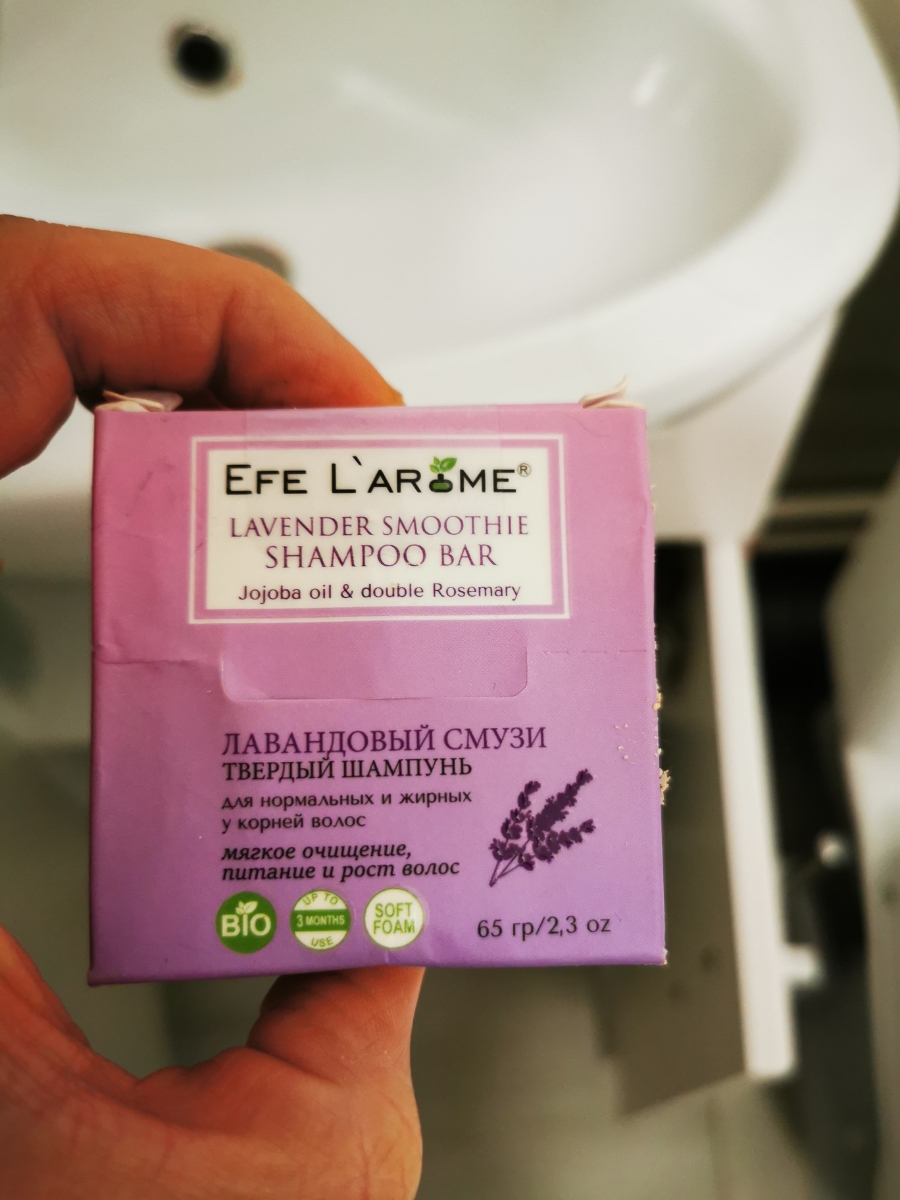 EFE L`AROME®
LAVENDER SMOOTHIE
SHAMPOO BAR
Jojoba oil & double Rosemary
ЛАВАНДОВЫЙ СМУЗИ
ТВЕРДЫЙ ШАМПУНЬ
для нормальных и жирных
у корней волос
мягкое очищение,
питание и рост волос
BIO
UP TO
3 MONTHS
USE
SOFT
FOAM
65 гр/2,3 oz